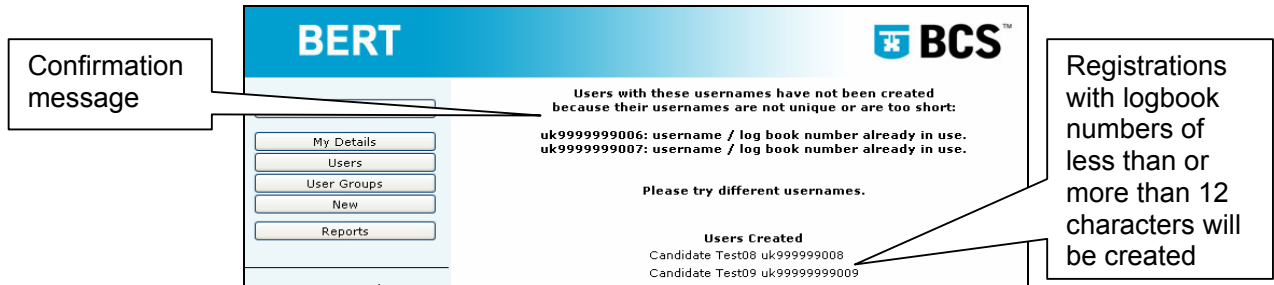 Confirmation
message
BERT
BCS™
My Details
Users
User Groups
New
Reports
Users with these usernames have not been created
because their usernames are not unique or are too short:
uk9999999006: username / log book number already in use.
uk9999999007: username / log book number already in use.
Please try different usernames.
Users Created
Candidate Test08 uk999999008
Candidate Test09 uk99999999009
Registrations
with logbook
numbers of
less than or
more than 12
characters will
be created